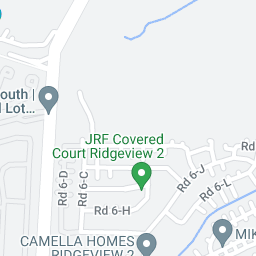 outh |
l Lot...
JRF Covered
Court Ridgeview 2
Rd
Rd 6-D
Rd 6-C
Rd 6-J
Rd 6-L
Rd 6-H
CAMELLA HOMES
RIDGEVIEW 2
MIK